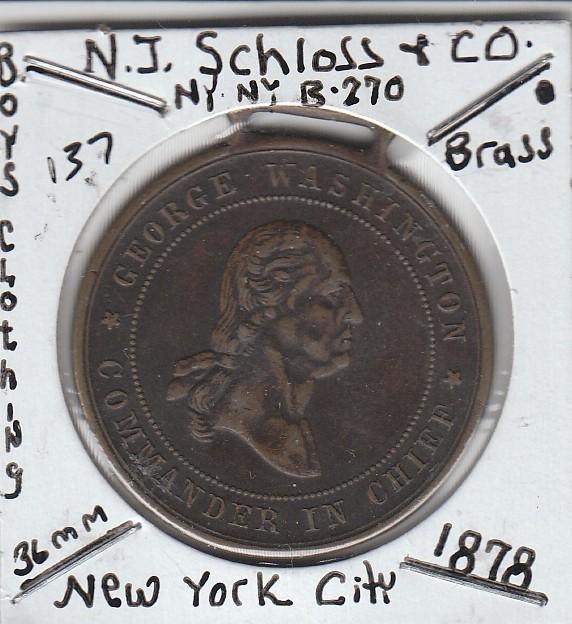 N.J. Schloss & CO.
NY. NY B.270
137
Brass
BOYS Clothing
GEORGE WASHINGTON
COMMANDER IN CHIEF
36mm
1878
New York City